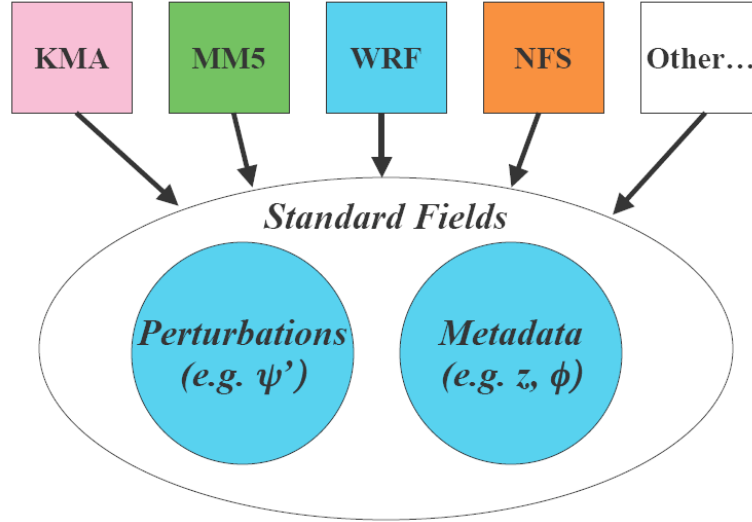 KMA
MM5
WRF
NFS
Other…
Standard Fields
Perturbations
(e.g. ψ’)
Metadata
(e.g. z, ϕ)